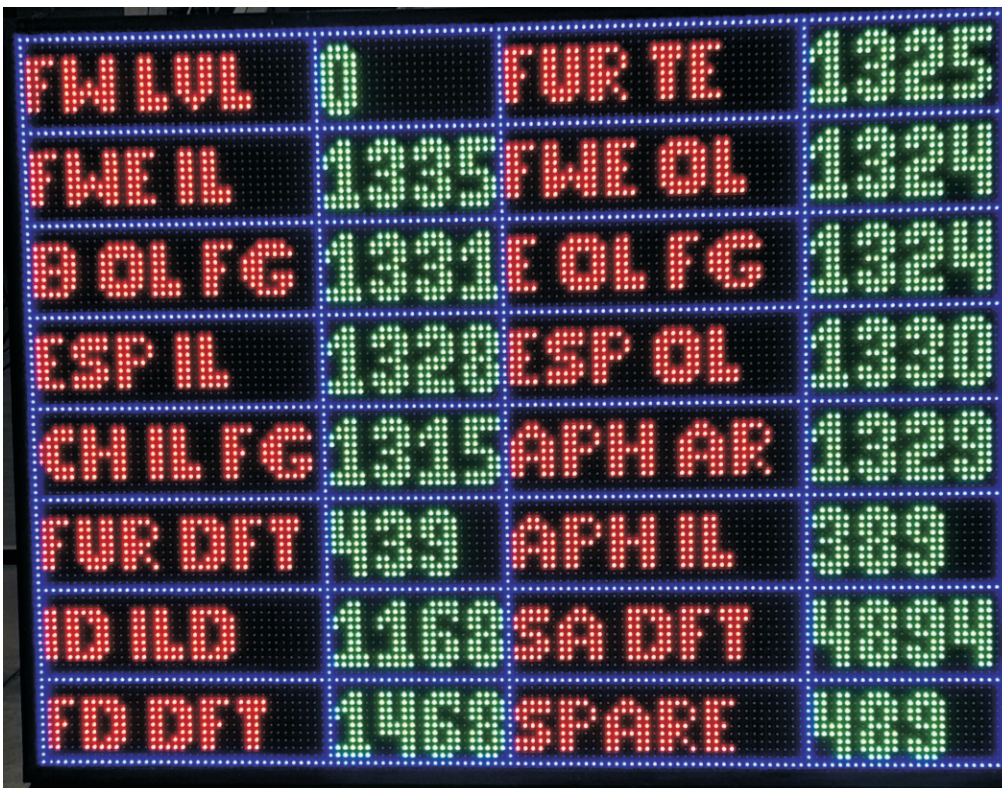 FW LVL 0 FUR TE 1325
FWE IL 1335 FWE OL 1324
B OL FG 1331 E OL FG 1324
ESP IL 1328 ESP OL 1330
CH IL FG 1315 APH AR 1329
FUR DFT 439 APH IL 389
ID ILD 1168 SA DFT 4894
FD DFT 1468 SPARE 489